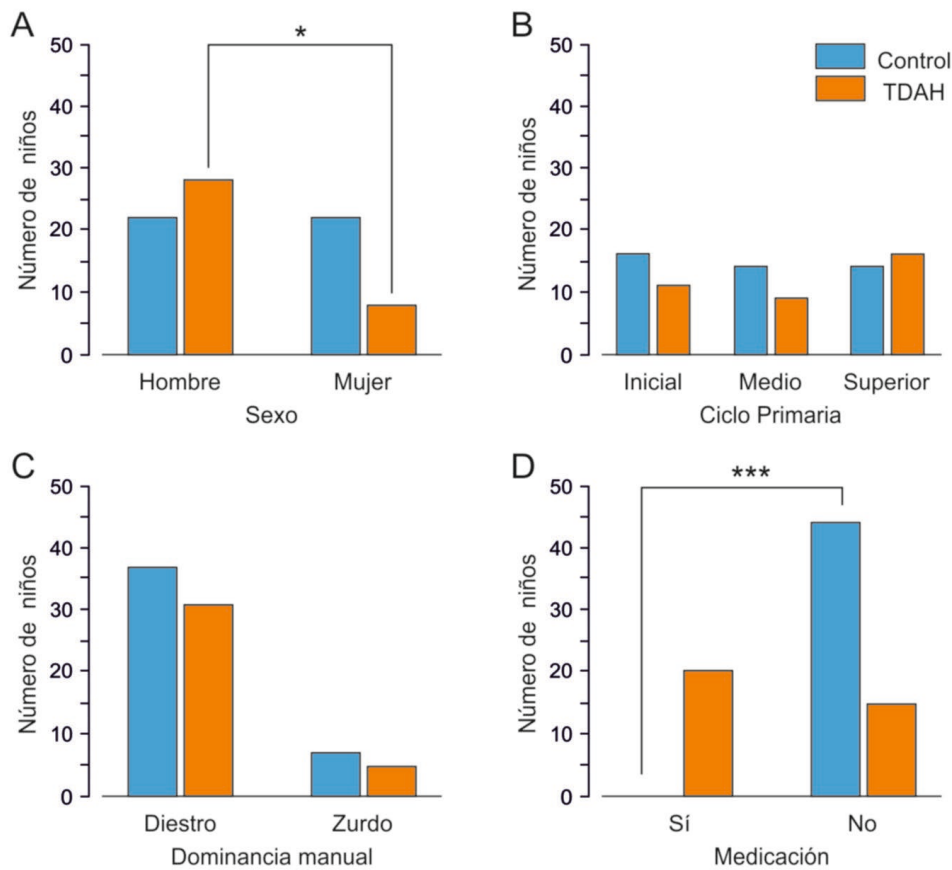 A
50
40
30
20
10
0
Número de niños
*
Hombre Mujer
Sexo
B
50
40
30
20
10
0
Número de niños
Control
TDAH
Inicial Medio Superior
Ciclo Primaria
C
50
40
30
20
10
0
Número de niños
Diestro Zurdo
Dominancia manual
D
50
40
30
20
10
0
Número de niños
***
Sí No
Medicación